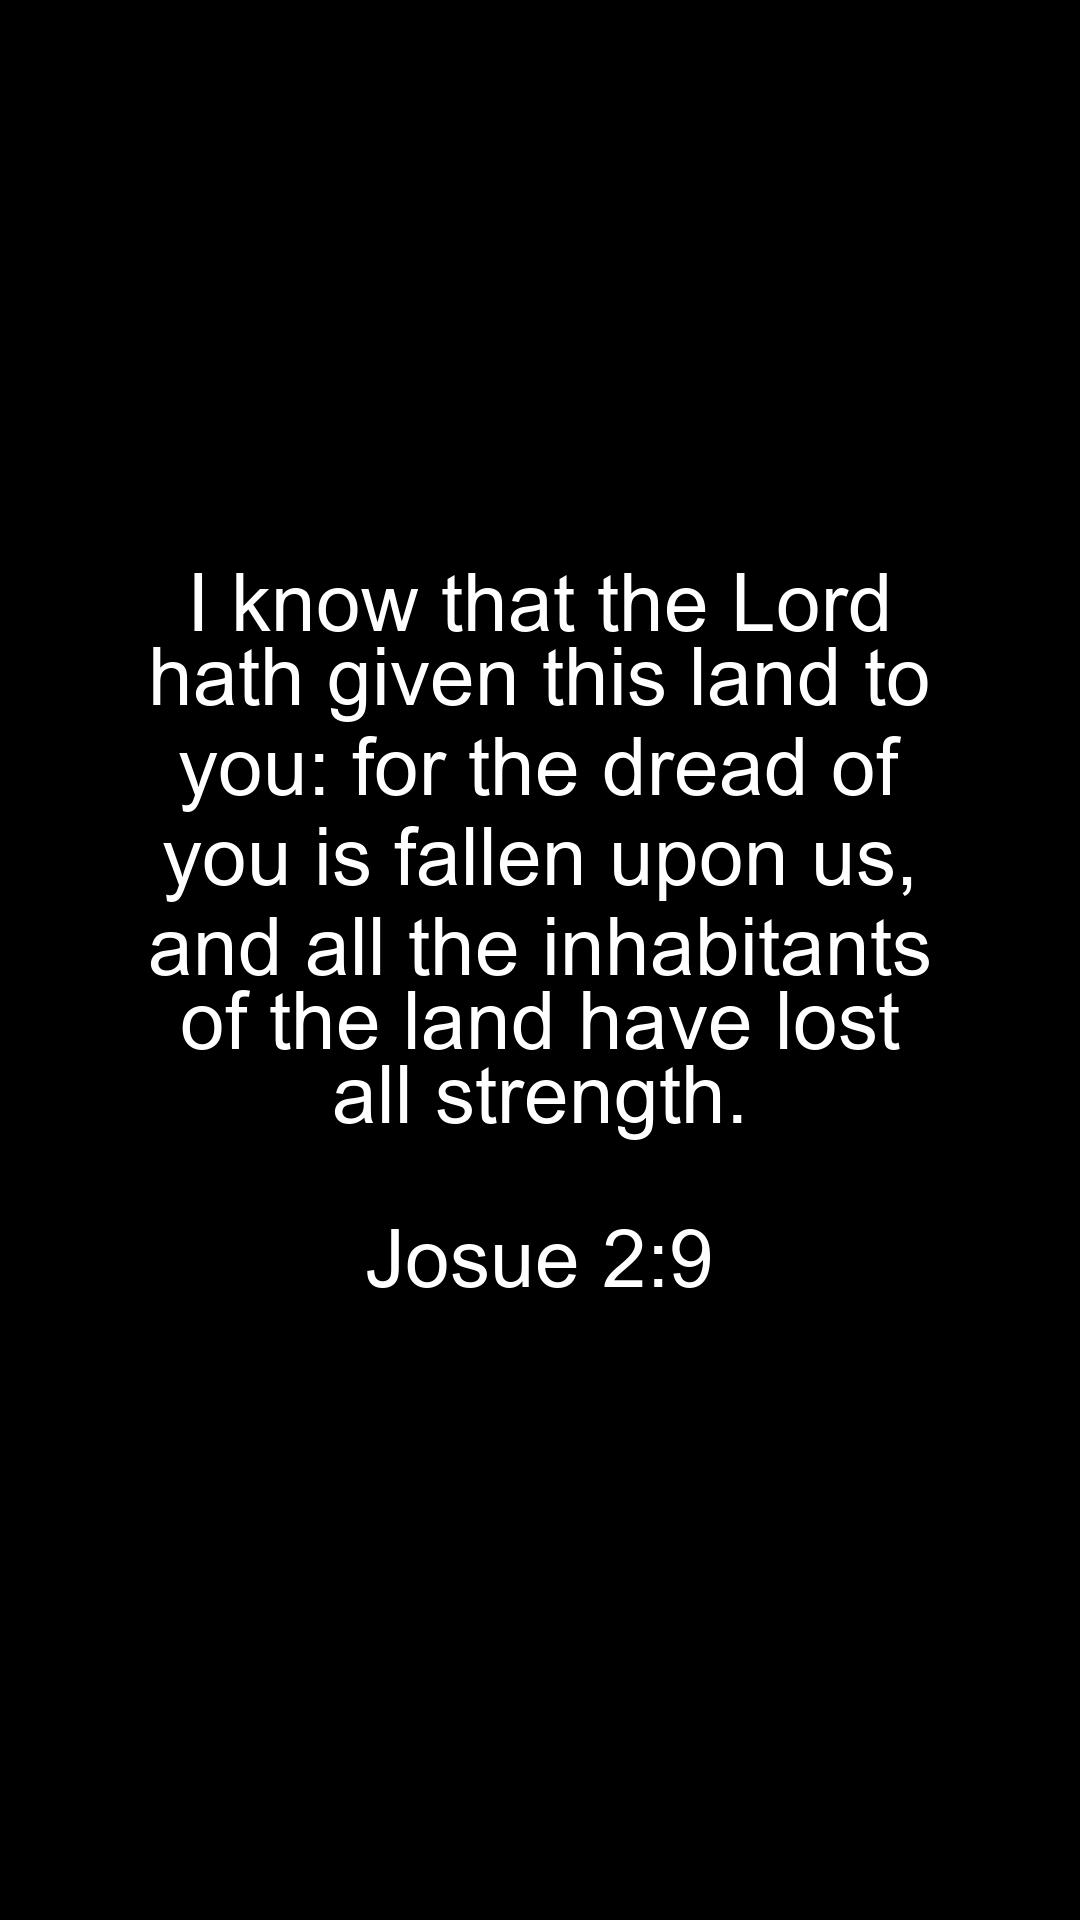 I know that the Lord
hath given this land to
you: for the dread of
you is fallen upon us,
and all the inhabitants
of the land have lost
all strength.
Josue 2:9